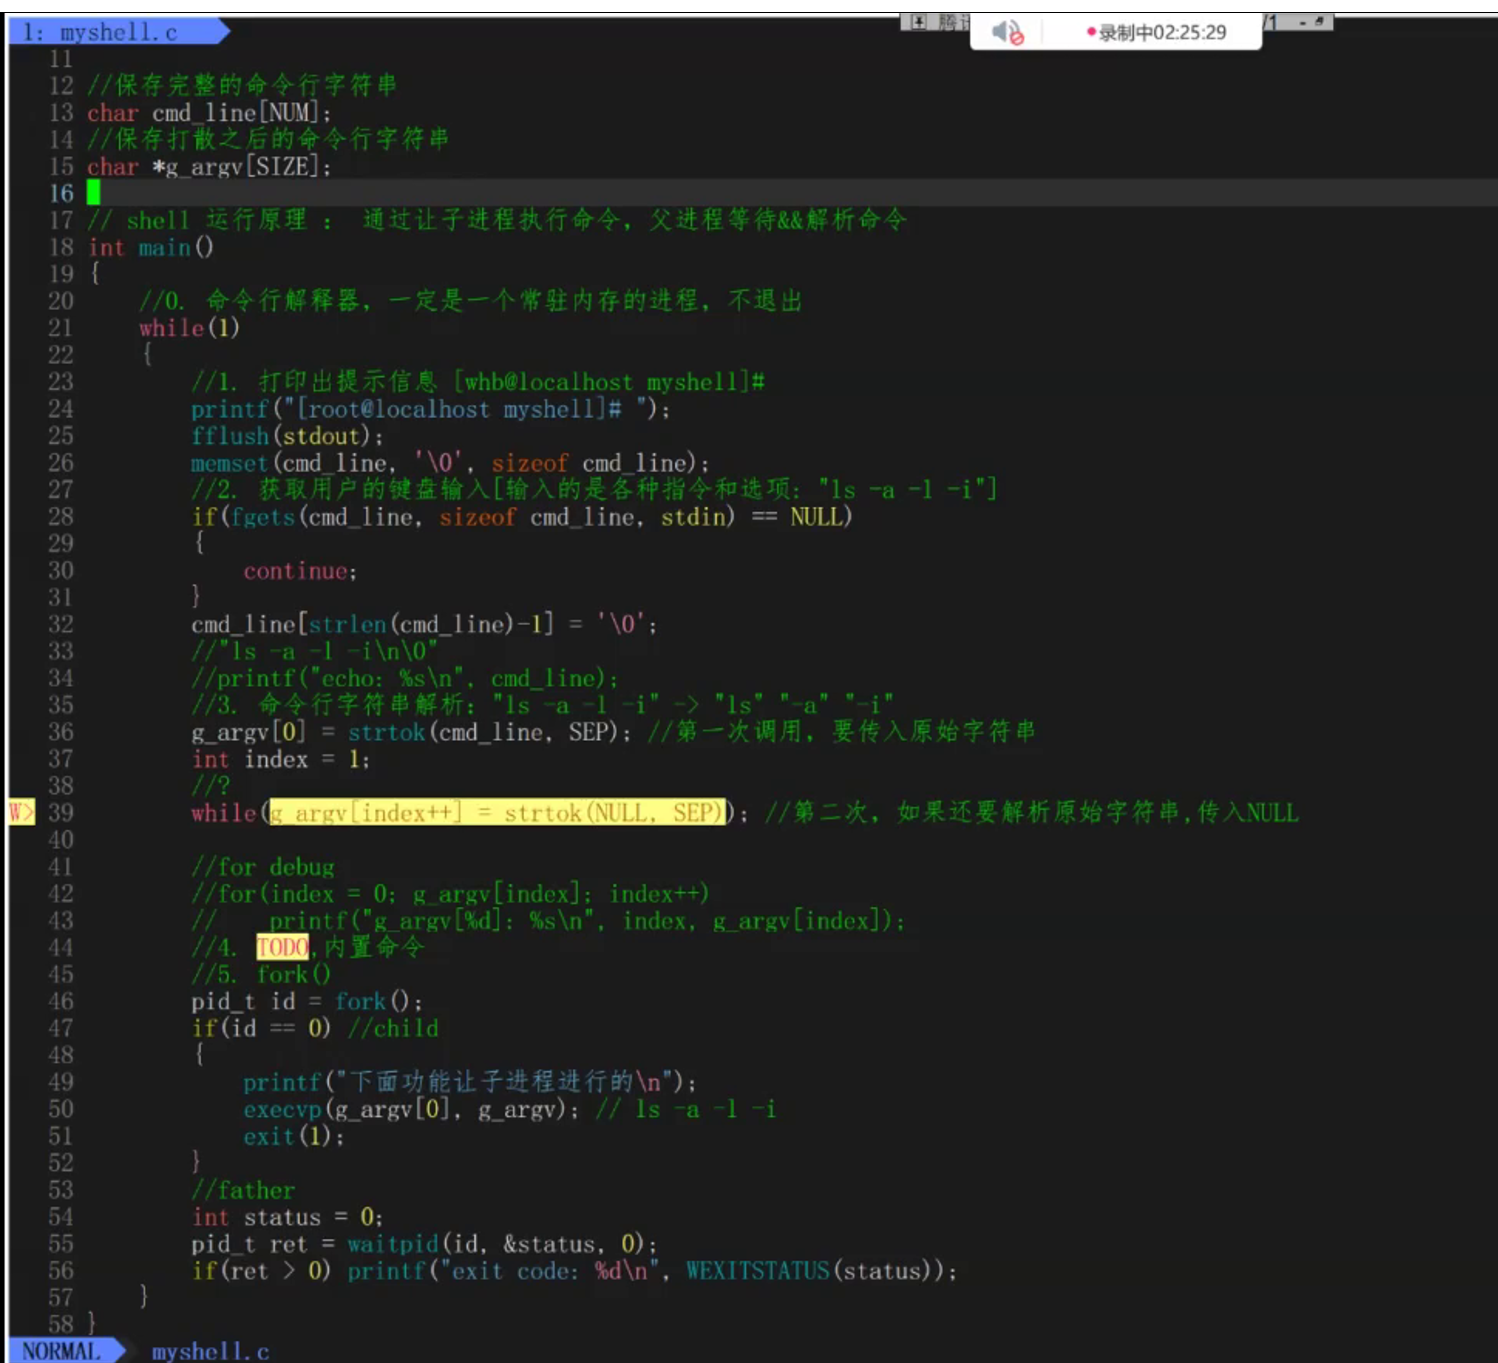 1: myshell.c
腾
/1
录制中02:25:29
11
12 //保存完整的命令行字符串
13 char cmd_line[NUM];
14 //保存打散之后的命令行字符串
15 char *g_argv[SIZE];
16
17 // shell 运行原理 : 通过让子进程执行命令, 父进程等待&&解析命令
18 int main()
19 {
20 //0. 命令行解释器, 一定是一个常驻内存的进程, 不退出
21 while(1)
22 {
23 //1. 打印出提示信息 [whb@localhost myshell]#
24 printf("[root@localhost myshell]# ");
25 fflush(stdout);
26 memset(cmd_line, '\0', sizeof cmd_line);
27 //2. 获取用户的键盘输入[输入的是各种指令和选项: "ls -a -l -i"]
28 if(fgets(cmd_line, sizeof cmd_line, stdin) == NULL)
29 {
30 continue;
31 }
32 cmd_line[strlen(cmd_line)-1] = '\0';
33 //"ls -a -l -i\n\0"
34 //printf("echo: %s\n", cmd_line);
35 //3. 命令行字符串解析: "ls -a -l -i" -> "ls" "-a" "-i"
36 g_argv[0] = strtok(cmd_line, SEP); //第一次调用, 要传入原始字符串
37 int index = 1;
38 //?
W> 39 while(g_argv[index++] = strtok(NULL, SEP)); //第二次, 如果还要解析原始字符串,传入NULL
40
41 //for debug
42 //for(index = 0; g_argv[index]; index++)
43 // printf("g_argv[%d]: %s\n", index, g_argv[index]);
44 //4. TODO,内置命令
45 //5. fork()
46 pid_t id = fork();
47 if(id == 0) //child
48 {
49 printf("下面功能让子进程进行的\n");
50 execvp(g_argv[0], g_argv); // ls -a -l -i
51 exit(1);
52 }
53 //father
54 int status = 0;
55 pid_t ret = waitpid(id, &status, 0);
56 if(ret > 0) printf("exit code: %d\n", WEXITSTATUS(status));
57 }
58 }
NORMAL myshell.c